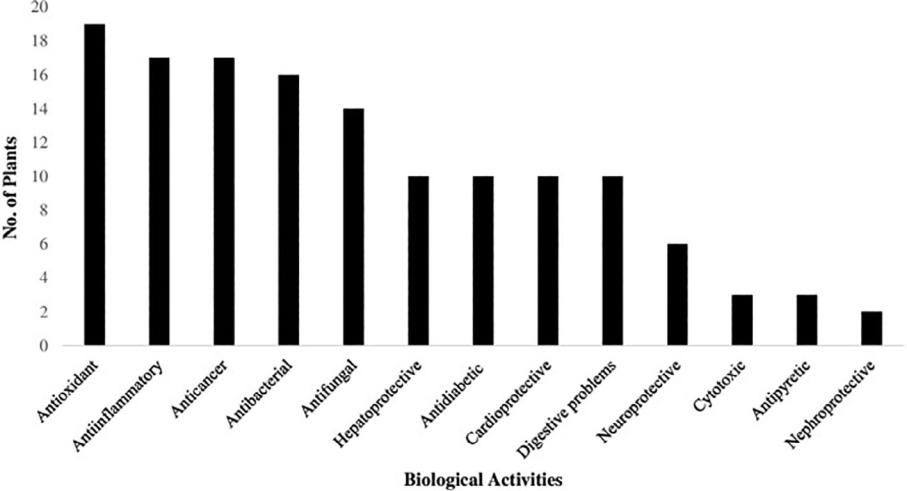 20
18
16
14
12
10
8
6
4
2
0
No. of Plants
Antioxidant
Antiinflammatory
Anticancer
Antibacterial
Antifungal
Hepatoprotective
Antidiabetic
Cardioprotective
Digestive problems
Neuroprotective
Cytotoxic
Antipyretic
Nephroprotective
Biological Activities